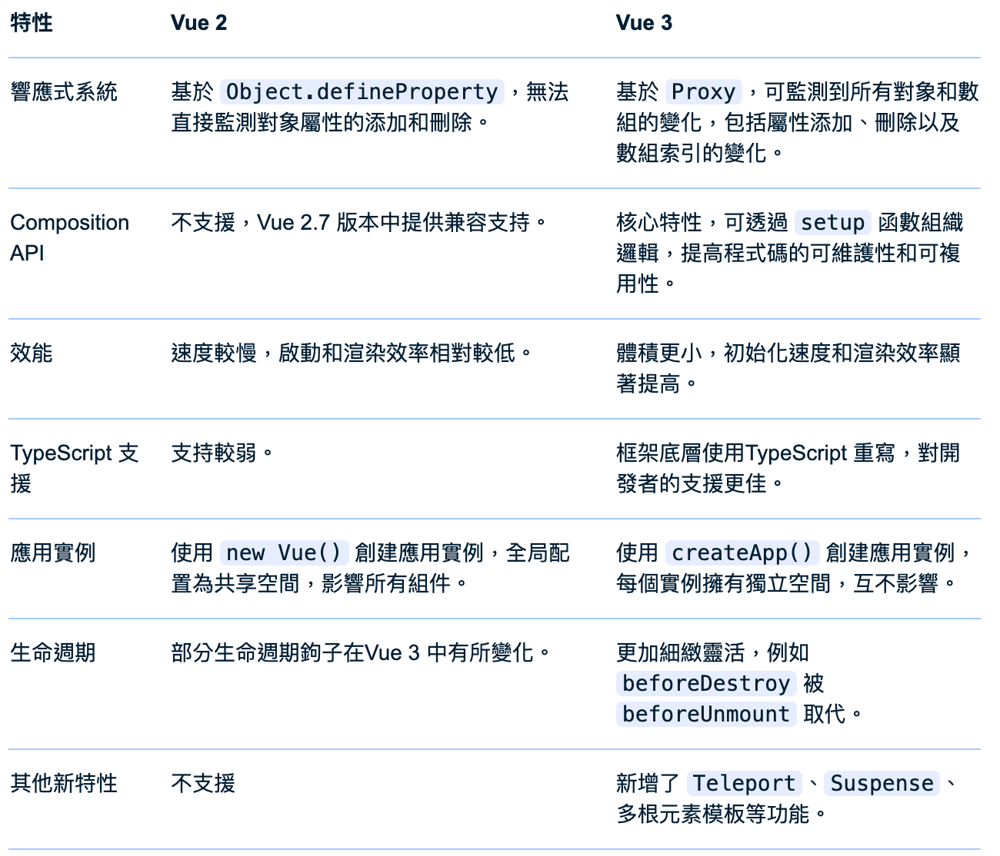 特性 Vue 2 Vue 3
響應式系統
基於 Object.defineProperty，無法
直接監測對象屬性的添加和刪除。
基於 Proxy，可監測到所有對象和數
組的變化，包括屬性添加、刪除以及
數組索引的變化。
Composition
API
不支援，Vue 2.7 版本中提供兼容支持。
核心特性，可透過 setup 函數組織
邏輯，提高程式碼的可維護性和可複
用性。
效能
速度較慢，啟動和渲染效率相對較低。
體積更小，初始化速度和渲染效率顯
著提高。
TypeScript 支
援
支持較弱。
框架底層使用TypeScript 重寫，對開
發者的支援更佳。
應用實例
使用 new Vue() 創建應用實例，全局配
置為共享空間，影響所有組件。
使用 createApp() 創建應用實例，
每個實例擁有獨立空間，互不影響。
生命週期
部分生命週期鉤子在Vue 3 中有所變化。
更加細緻靈活，例如
beforeDestroy 被
beforeUnmount 取代。
其他新特性
不支援
新增了 Teleport、Suspense、
多根元素模板等功能。